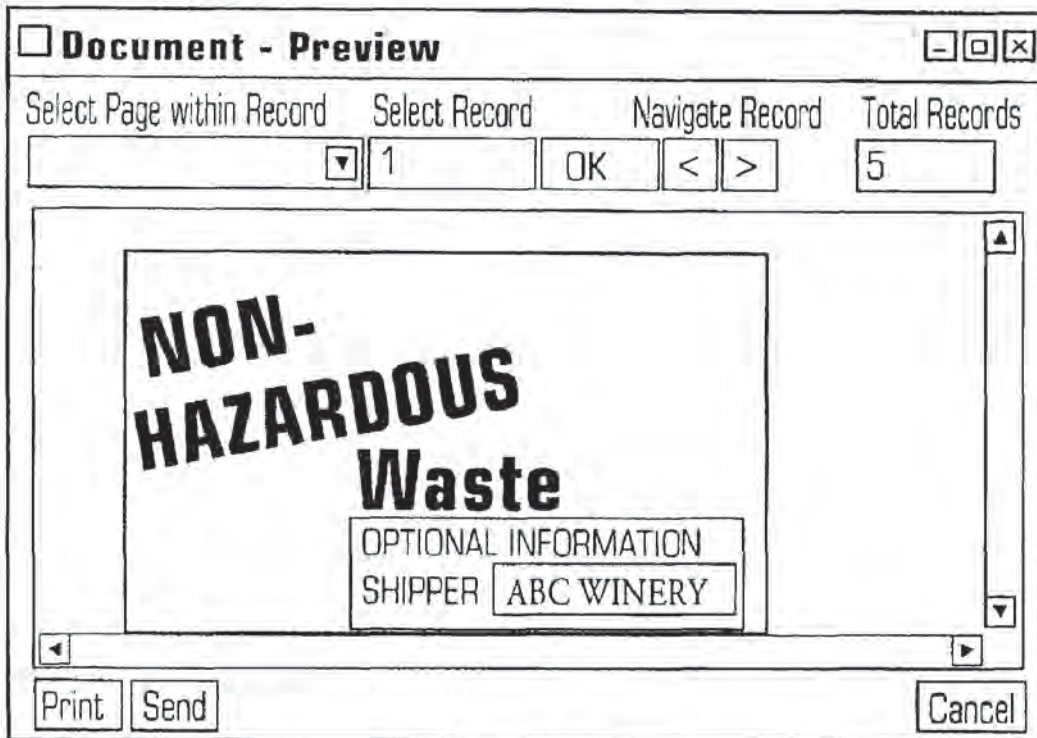 Document - Preview
Select Page within Record Select Record Navigate Record Total Records
1 OK < > 5
NON-
HAZARDOUS
Waste
OPTIONAL INFORMATION
SHIPPER ABC WINERY
Print Send Cancel